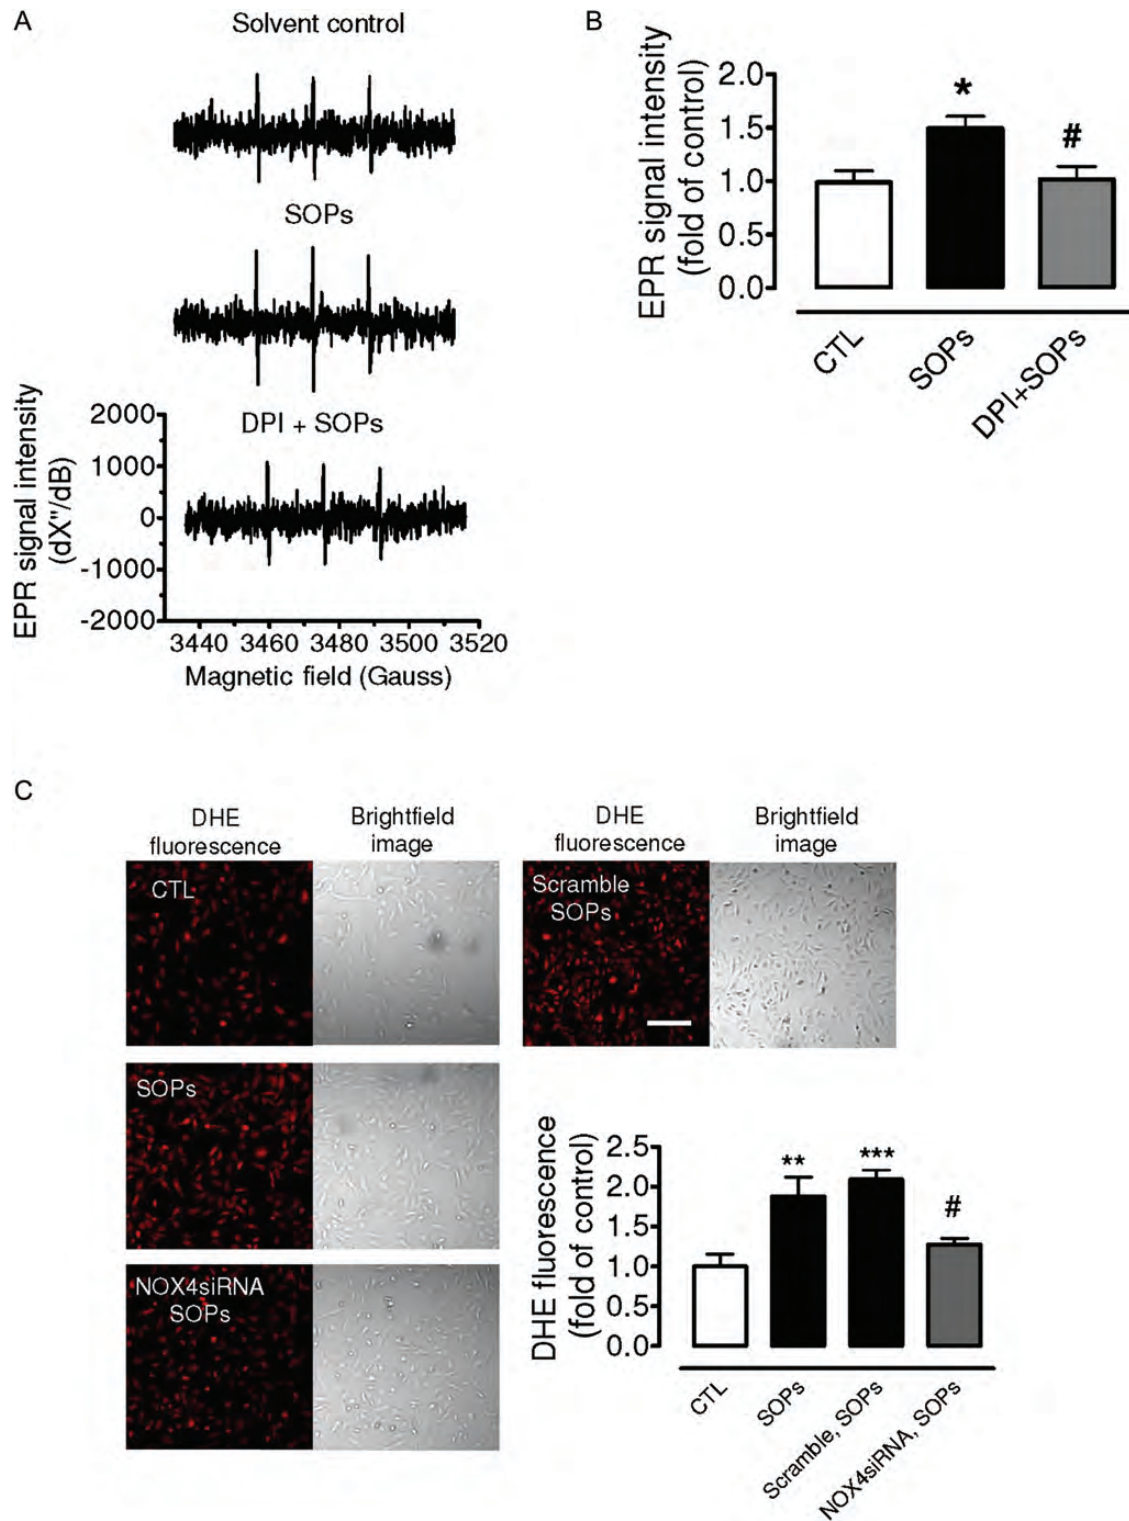 A
Solvent control
SOPs
DPI + SOPs
EPR signal intensity
(dX"/dB)
2000
1000
0
-1000
-2000
3440 3460 3480 3500 3520
Magnetic field (Gauss)
B
EPR signal intensity
(fold of control)
2.0
1.5
1.0
0.5
0.0
*
#
CTL
SOPs
DPI+SOPs
C
DHE
fluorescence
Brightfield
image
CTL
SOPs
NOX4siRNA
SOPs
DHE
fluorescence
Brightfield
image
Scramble
SOPs
DHE fluorescence
(fold of control)
2.5
2.0
1.5
1.0
0.5
0.0
**
***
#
CTL
SOPs
Scramble, SOPs
NOX4siRNA, SOPs